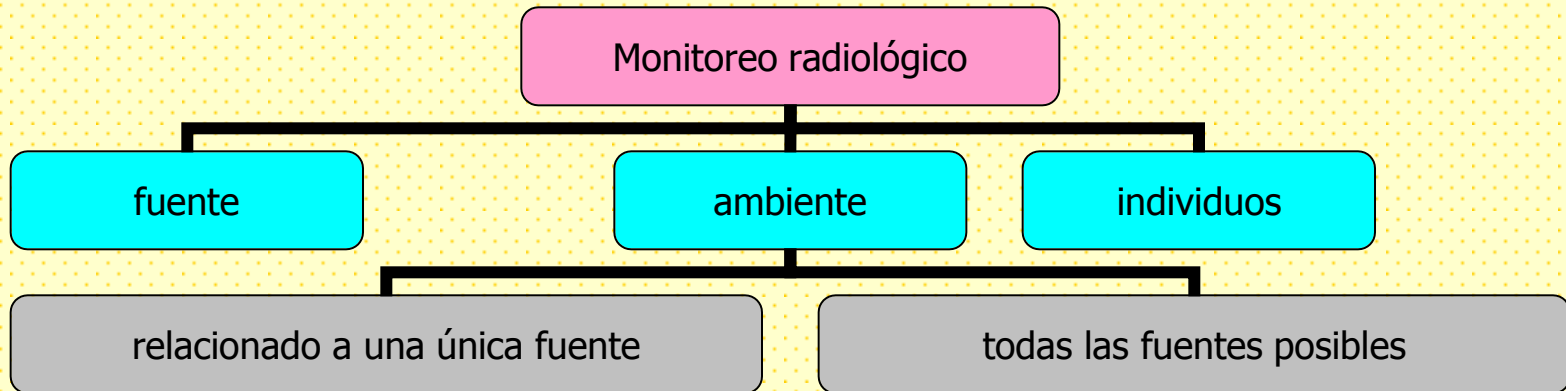 Monitoreo radiológico
fuente
ambiente
individuos
relacionado a una única fuente
todas las fuentes posibles